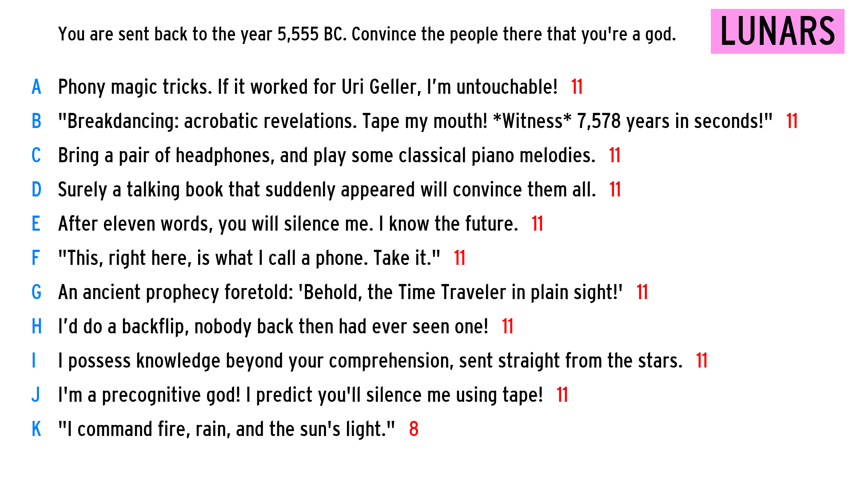 You are sent back to the year 5,555 BC. Convince the people there that you're a god.
LUNARS
A Phony magic tricks. If it worked for Uri Geller, I'm untouchable! 11
B "Breakdancing: acrobatic revelations. Tape my mouth! *Witness* 7,578 years in seconds!" 11
C Bring a pair of headphones, and play some classical piano melodies. 11
D Surely a talking book that suddenly appeared will convince them all. 11
E After eleven words, you will silence me. I know the future. 11
F "This, right here, is what I call a phone. Take it." 11
G An ancient prophecy foretold: 'Behold, the Time Traveler in plain sight!' 11
H I'd do a backflip, nobody back then had ever seen one! 11
I I possess knowledge beyond your comprehension, sent straight from the stars. 11
J I'm a precognitive god! I predict you'll silence me using tape! 11
K "I command fire, rain, and the sun's light." 8